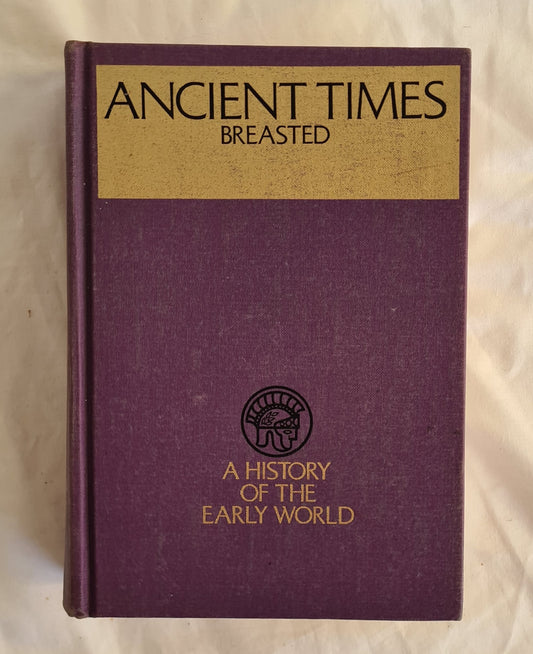 ANCIENT TIMES
BREASTED
A HISTORY
OF THE
EARLY WORLD